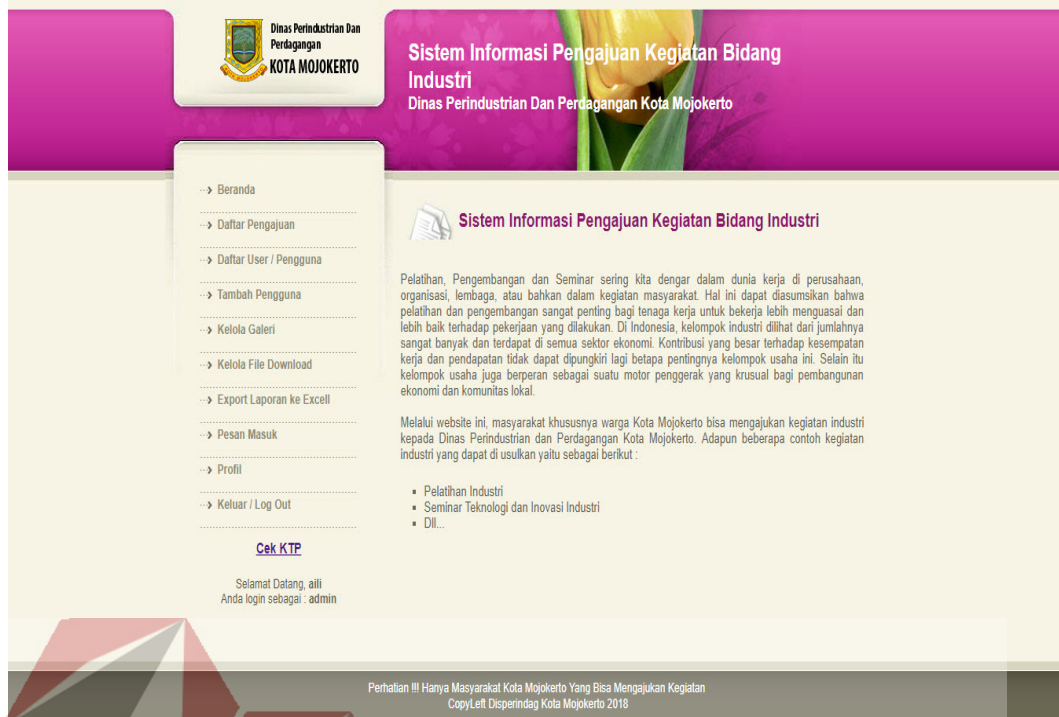 Dinas Perindustrian Dan
Perdagangan
KOTA MOJOKERTO
Sistem Informasi Pengajuan Kegiatan Bidang
Industri
Dinas Perindustrian Dan Perdagangan Kota Mojokerto
Beranda
Daftar Pengajuan
Daftar User / Pengguna
Tambah Pengguna
Kelola Galeri
Kelola File Download
Export Laporan ke Excell
Pesan Masuk
Profil
Keluar / Log Out
Cek KTP
Selamat Datang, aili
Anda login sebagai : admin
Sistem Informasi Pengajuan Kegiatan Bidang Industri
Pelatihan, Pengembangan dan Seminar sering kita dengar dalam dunia kerja di perusahaan,
organisasi, lembaga, atau bahkan dalam kegiatan masyarakat. Hal ini dapat diasumsikan bahwa
pelatihan dan pengembangan sangat penting bagi tenaga kerja untuk bekerja lebih menguasai dan
lebih baik terhadap pekerjaan yang dilakukan. Di Indonesia, kelompok industri dilihat dari jumlahnya
sangat banyak dan terdapat di semua sektor ekonomi. Kontribusi yang besar terhadap kesempatan
kerja dan pendapatan tidak dapat dipungkiri lagi betapa pentingnya kelompok usaha ini. Selain itu
kelompok usaha juga berperan sebagai suatu motor penggerak yang krusual bagi pembangunan
ekonomi dan komunitas lokal.
Melalui website ini, masyarakat khususnya warga Kota Mojokerto bisa mengajukan kegiatan industri
kepada Dinas Perindustrian dan Perdagangan Kota Mojokerto. Adapun beberapa contoh kegiatan
industri yang dapat di usulkan yaitu sebagai berikut :
Pelatihan Industri
Seminar Teknologi dan Inovasi Industri
Dll...
Perhatian !!! Hanya Masyarakat Kota Mojokerto Yang Bisa Mengajukan Kegiatan
CopyLeft Disperindag Kota Mojokerto 2018